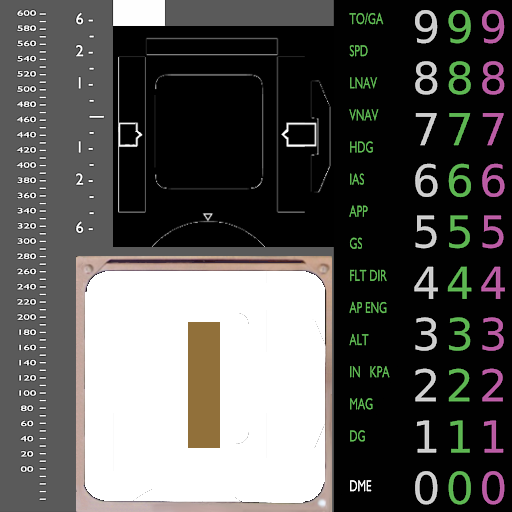 600
580
560
540
520
500
480
460
440
420
400
380
360
340
320
300
280
260
240
220
200
180
160
140
120
100
80
60
40
20
00
6
2
1
1
2
6
TO/GA
SPD
LNAV
VNAV
HDG
IAS
APP
GS
FLT DIR
AP ENG
ALT
IN KPA
MAG
DG
DME
9 9 9
8 8 8
7 7 7
6 6 6
5 5 5
4 4 4
3 3 3
2 2 2
1 1 1
0 0 0